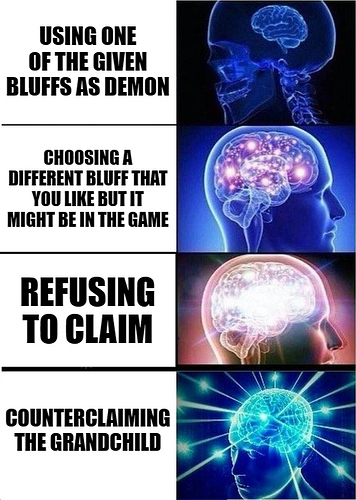 USING ONE
OF THE GIVEN
BLUFFS AS DEMON
CHOOSING A
DIFFERENT BLUFF THAT
YOU LIKE BUT IT
MIGHT BE IN THE GAME
REFUSING
TO CLAIM
COUNTERCLAIMING
THE GRANDCHILD